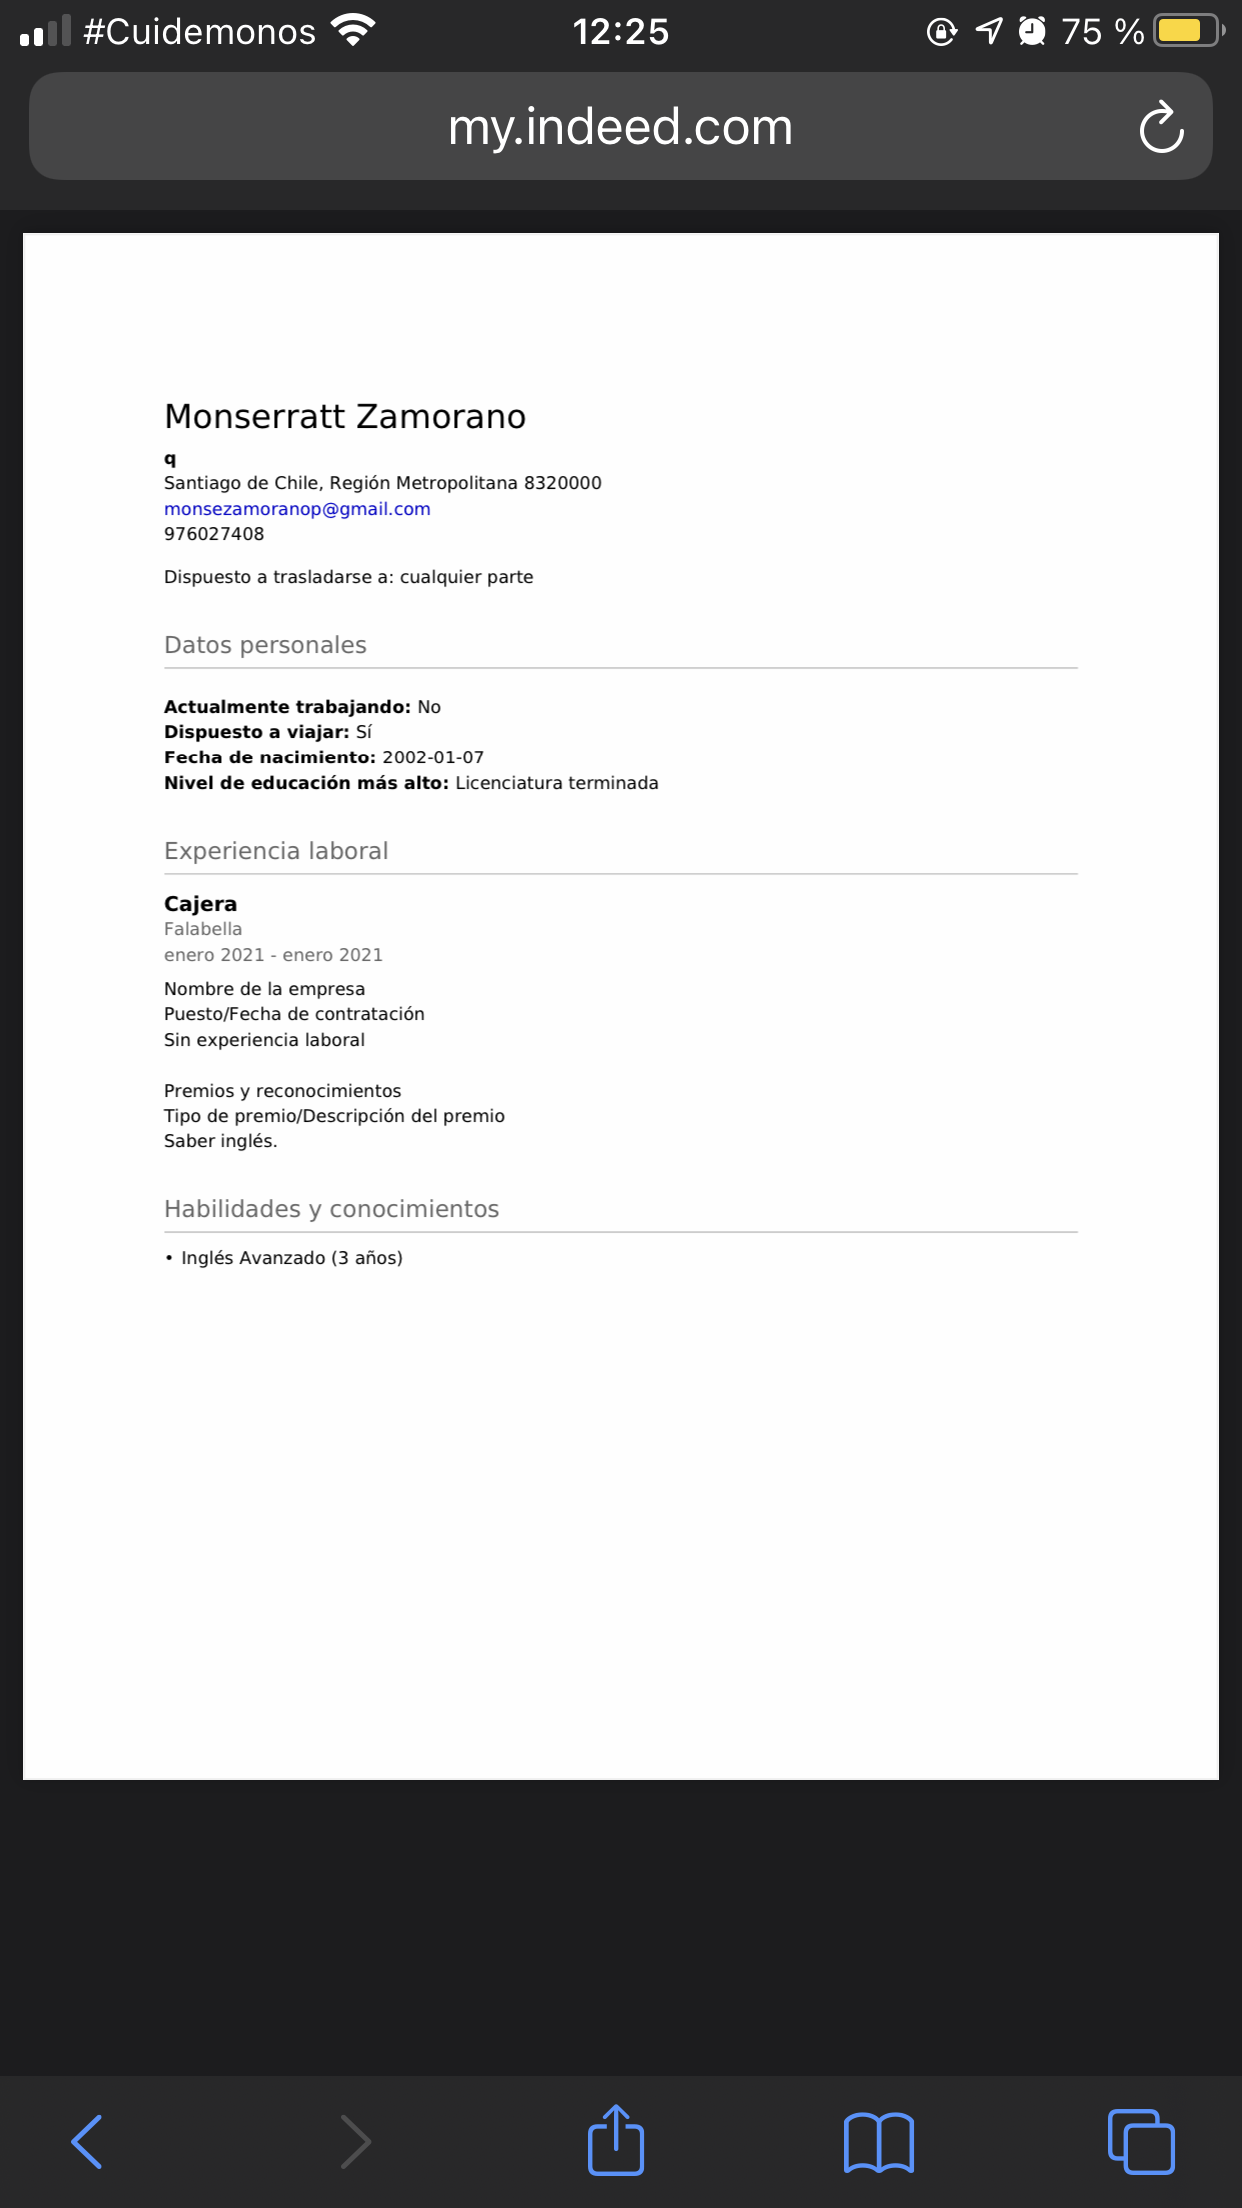 #Cuidemonos
12:25
75 %
my.indeed.com
Monserratt Zamorano
q
Santiago de Chile, Región Metropolitana 8320000
monsezamoranop@gmail.com
976027408
Dispuesto a trasladarse a: cualquier parte
Datos personales
Actualmente trabajando: No
Dispuesto a viajar: Sí
Fecha de nacimiento: 2002-01-07
Nivel de educación más alto: Licenciatura terminada
Experiencia laboral
Cajera
Falabella
enero 2021 - enero 2021
Nombre de la empresa
Puesto/Fecha de contratación
Sin experiencia laboral
Premios y reconocimientos
Tipo de premio/Descripción del premio
Saber inglés.
Habilidades y conocimientos
• Inglés Avanzado (3 años)